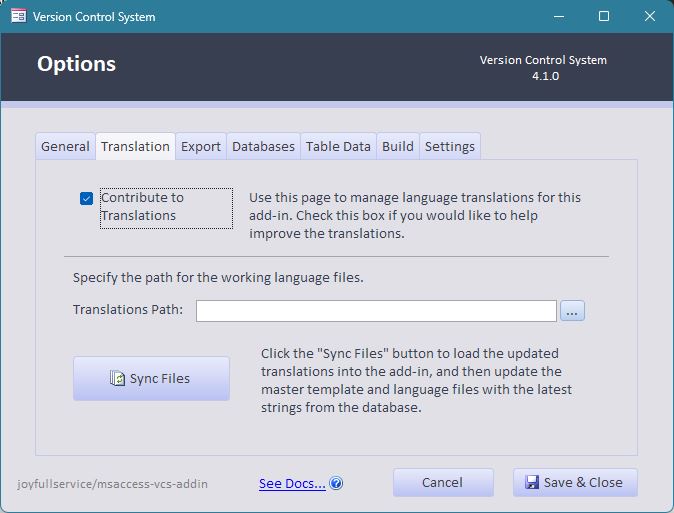 Version Control System
Options
Version Control System
4.1.0
General Translation Export Databases Table Data Build Settings
Contribute to
Translations
Use this page to manage language translations for this
add-in. Check this box if you would like to help
improve the translations.
Specify the path for the working language files.
Translations Path:
...
Sync Files
Click the "Sync Files" button to load the updated
translations into the add-in, and then update the
master template and language files with the latest
strings from the database.
joyfullservice/msaccess-vcs-addin
See Docs...
?
Cancel
Save & Close